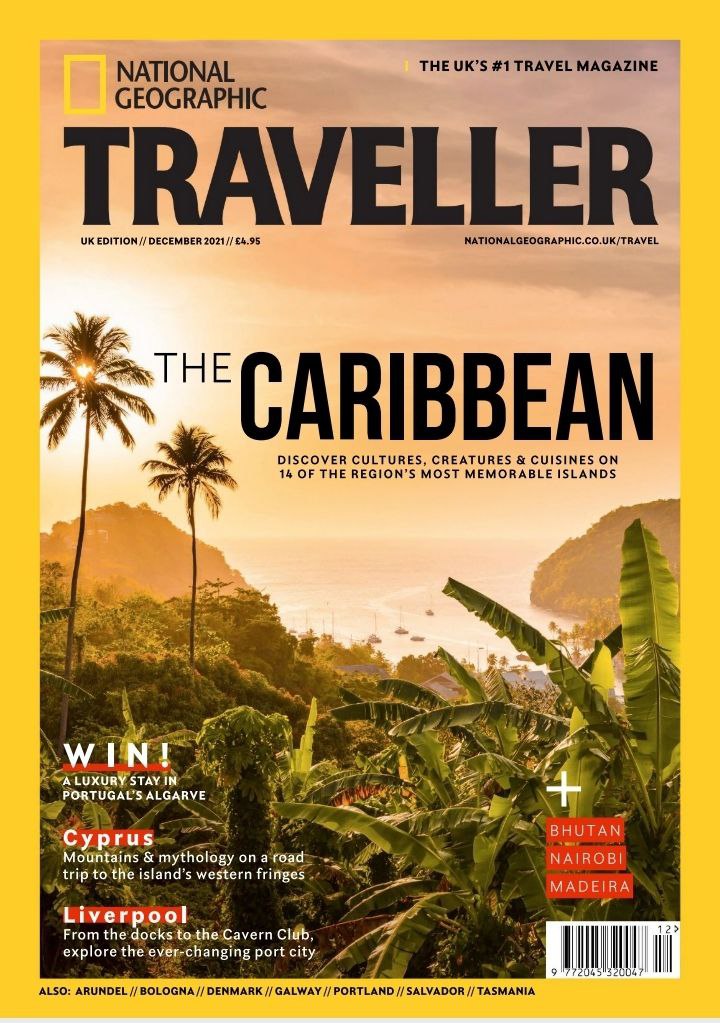 NATIONAL
GEOGRAPHIC
THE UK'S #1 TRAVEL MAGAZINE
TRAVELLER
UK EDITION // DECEMBER 2021 // £4.95
NATIONALGEOGRAPHIC.CO.UK/TRAVEL
THE CARIBBEAN
DISCOVER CULTURES, CREATURES & CUISINES ON
14 OF THE REGION'S MOST MEMORABLE ISLANDS
WIN!
A LUXURY STAY IN
PORTUGAL'S ALGARVE
Cyprus
Mountains & mythology on a road
trip to the island's western fringes
Liverpool
From the docks to the Cavern Club,
explore the ever-changing port city
+
BHUTAN
NAIROBI
MADEIRA
12>
9 772045 320047
ALSO: ARUNDEL // BOLOGNA // DENMARK // GALWAY // PORTLAND // SALVADOR // TASMANIA